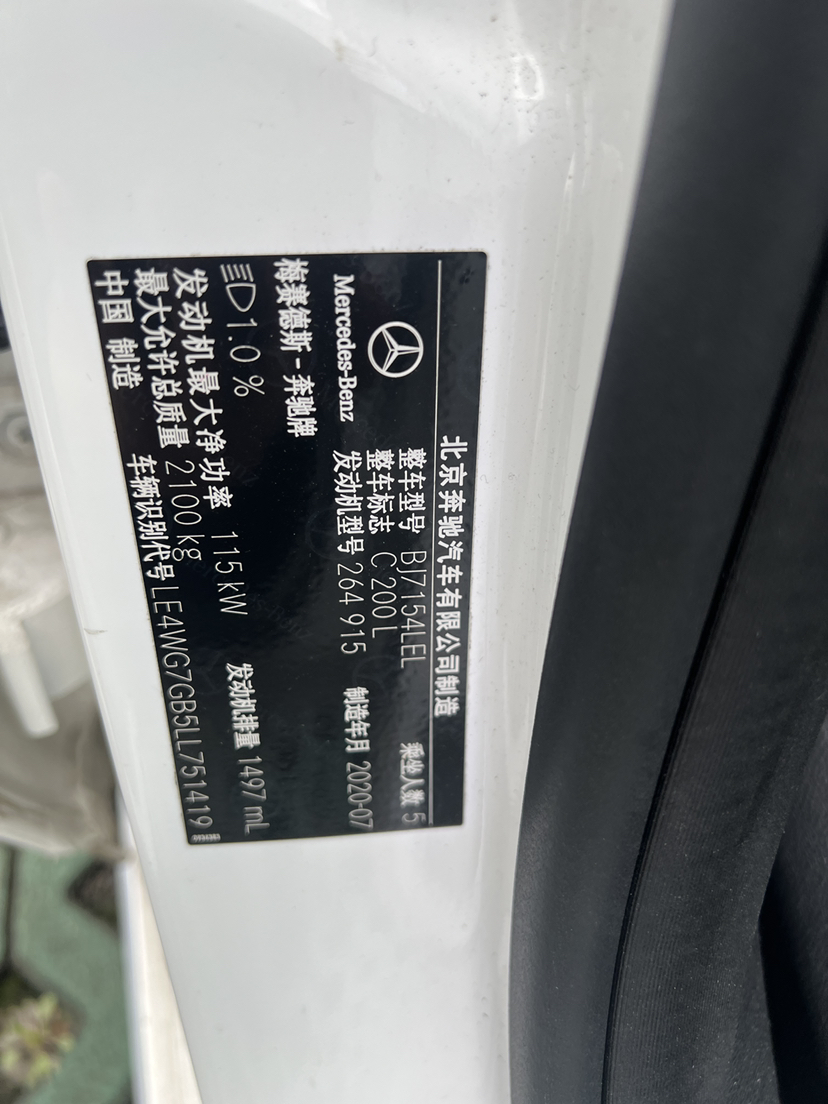 北京奔驰汽车有限公司制造
整车型号 BJ7154LEL 乘坐人数 5
整车标志 C 200 L
Mercedes-Benz 发动机型号 264 915 制造年月 2020-07
梅赛德斯-奔驰牌
1.0 %
发动机最大净功率 115 kW 发动机排量 1497 mL
最大允许总质量 2100 kg
中国 制造 车辆识别代号 LE4WG7GB5LL751419